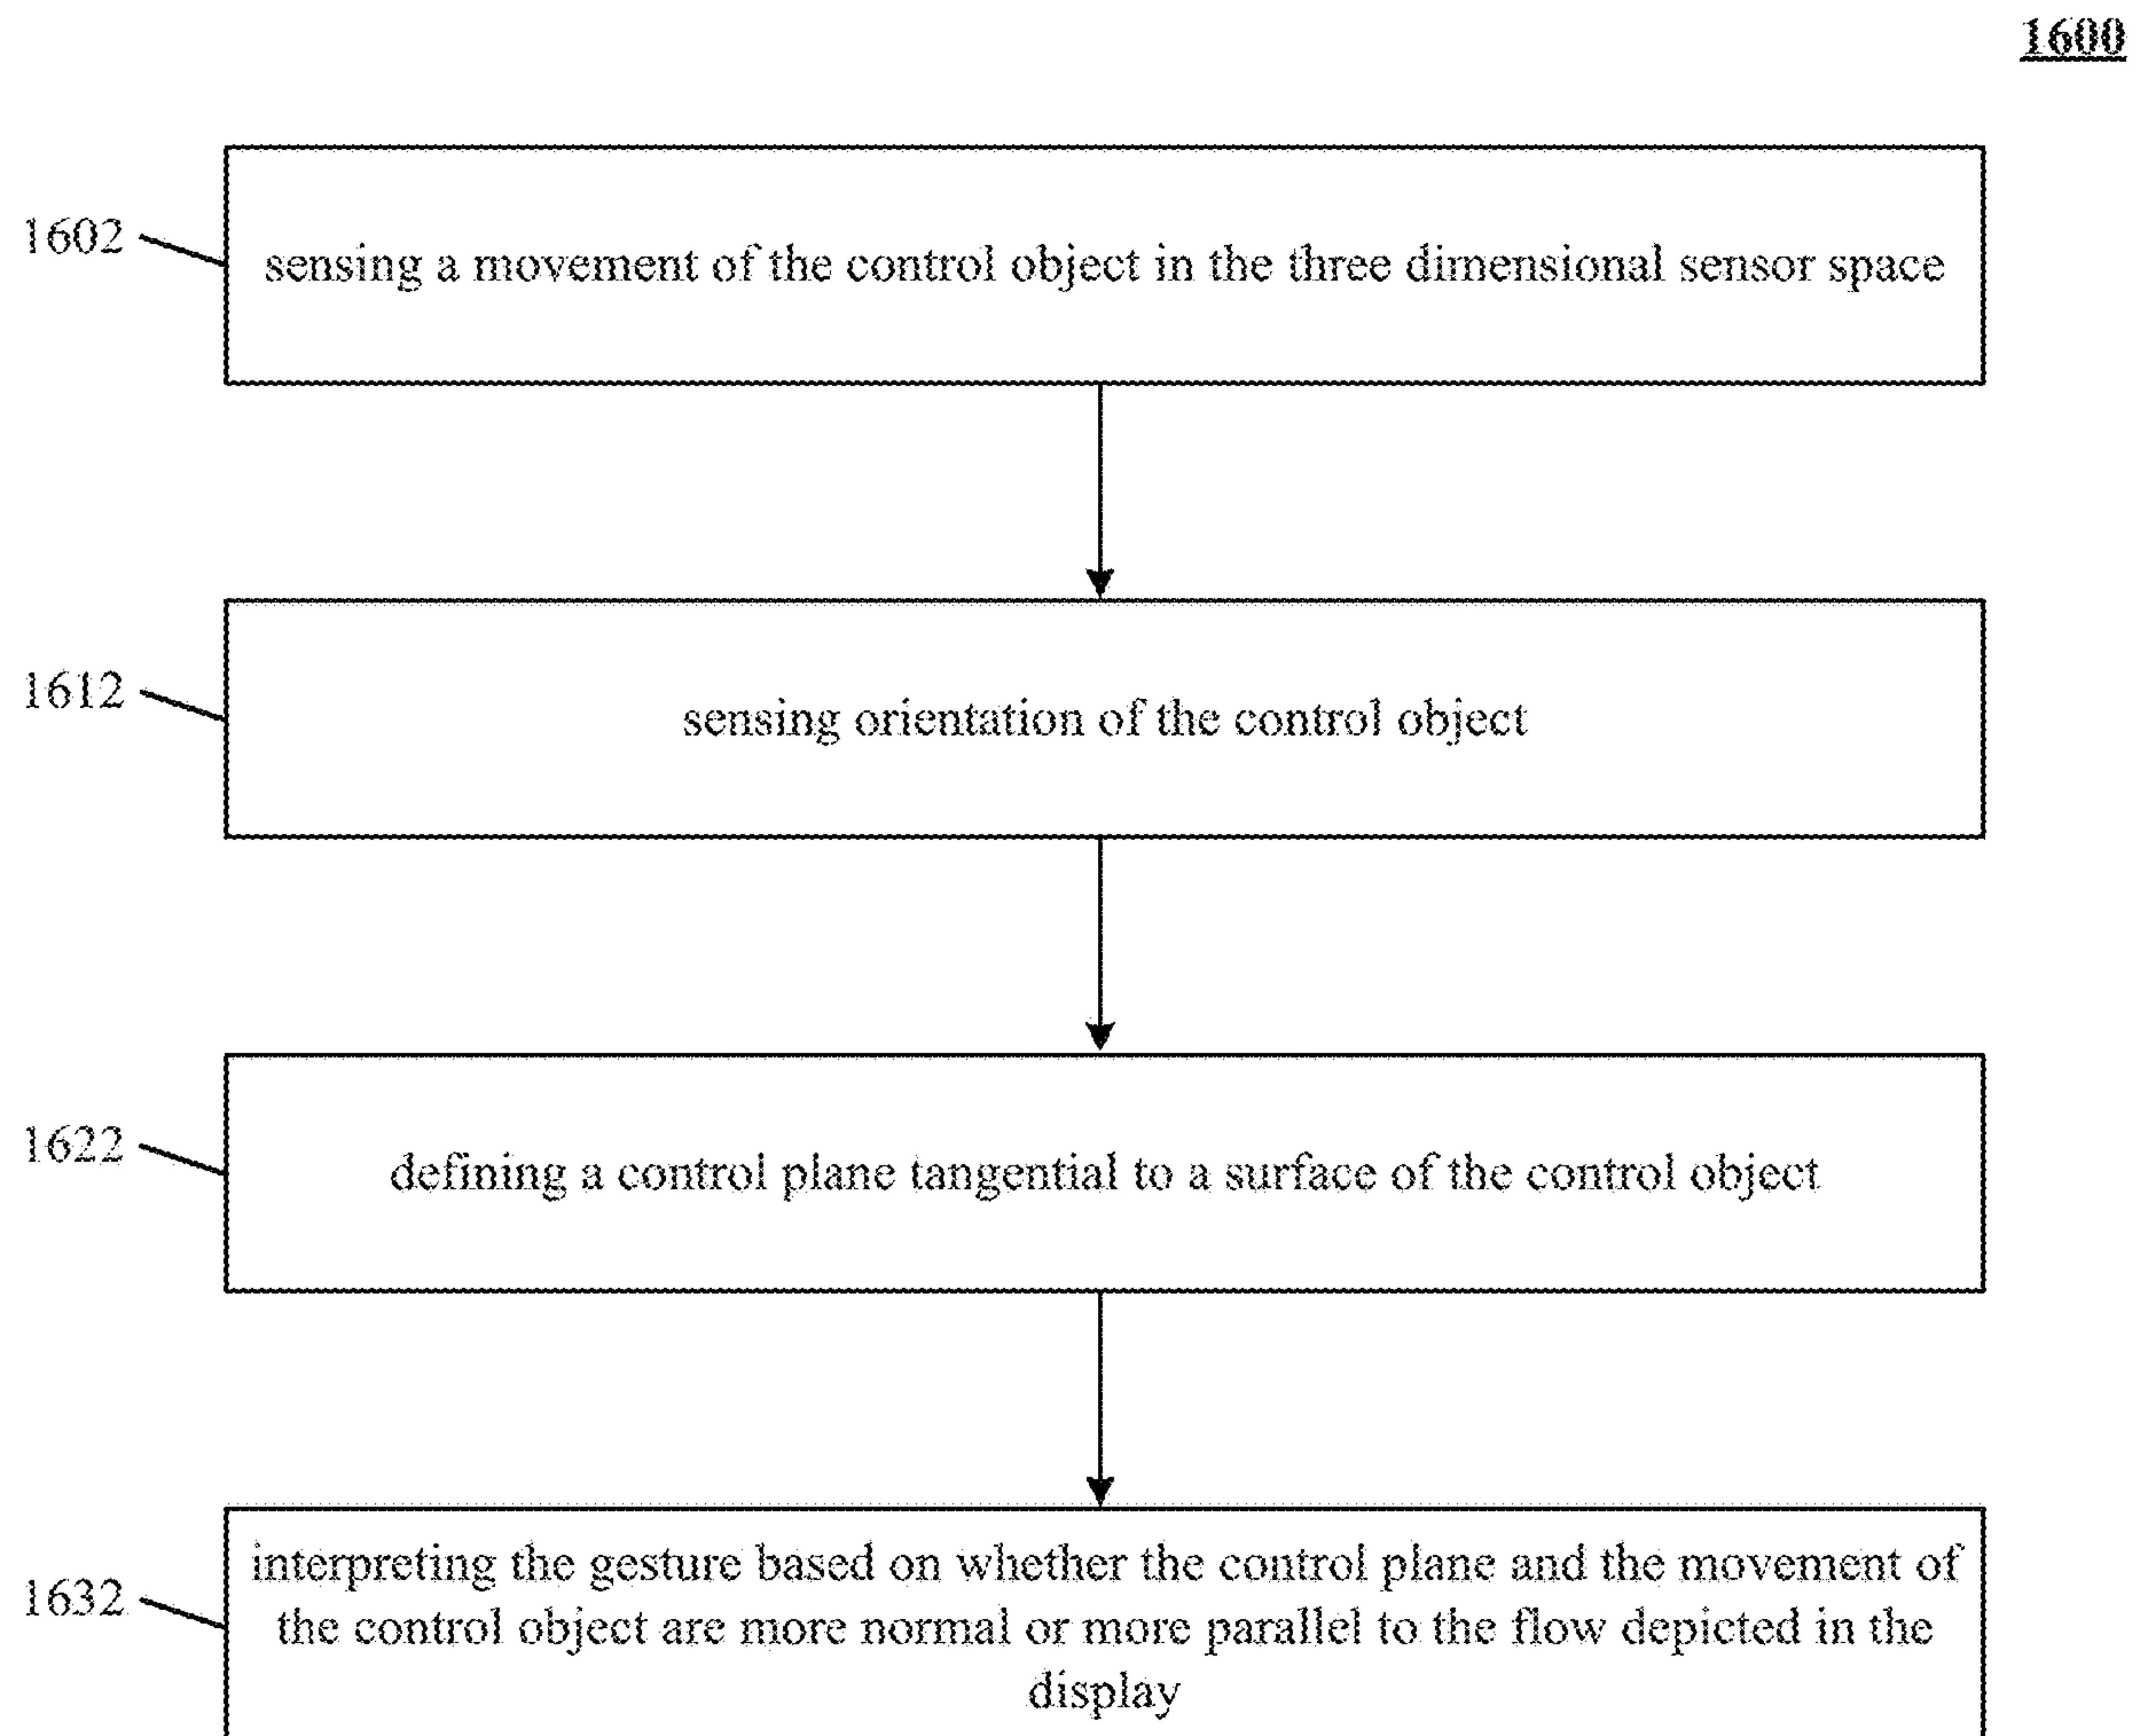 1600
1602
sensing a movement of the control object in the three dimensional sensor space
1612
sensing orientation of the control object
1622
defining a control plane tangential to a surface of the control object
1632
interpreting the gesture based on whether the control plane and the movement of
the control object are more normal or more parallel to the flow depicted in the
display